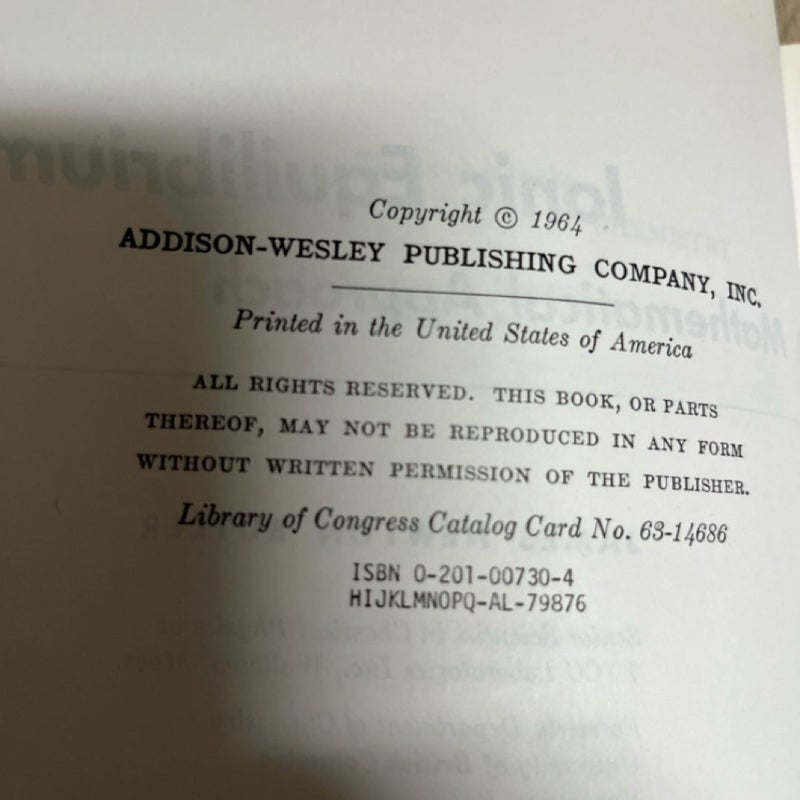 Copyright © 1964
ADDISON-WESLEY PUBLISHING COMPANY, INC.
Printed in the United States of America
ALL RIGHTS RESERVED. THIS BOOK, OR PARTS
THEREOF, MAY NOT BE REPRODUCED IN ANY FORM
WITHOUT WRITTEN PERMISSION OF THE PUBLISHER.
Library of Congress Catalog Card No. 63-14686
ISBN 0-201-00730-4
HIJKLMNOPQ-AL-79876